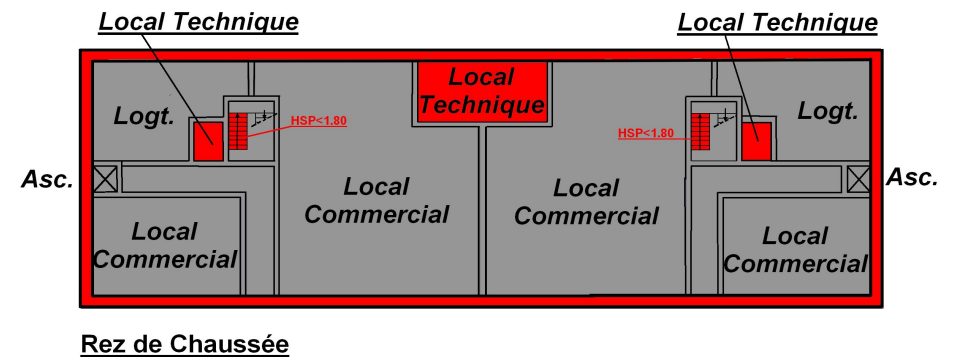 Local Technique
Local Technique
Local
Technique
Logt.
HSP<1.80
HSP<1.80
Logt.
Asc.
Local
Commercial
Local
Commercial
Asc.
Local
Commercial
Local
Commercial
Rez de Chaussée